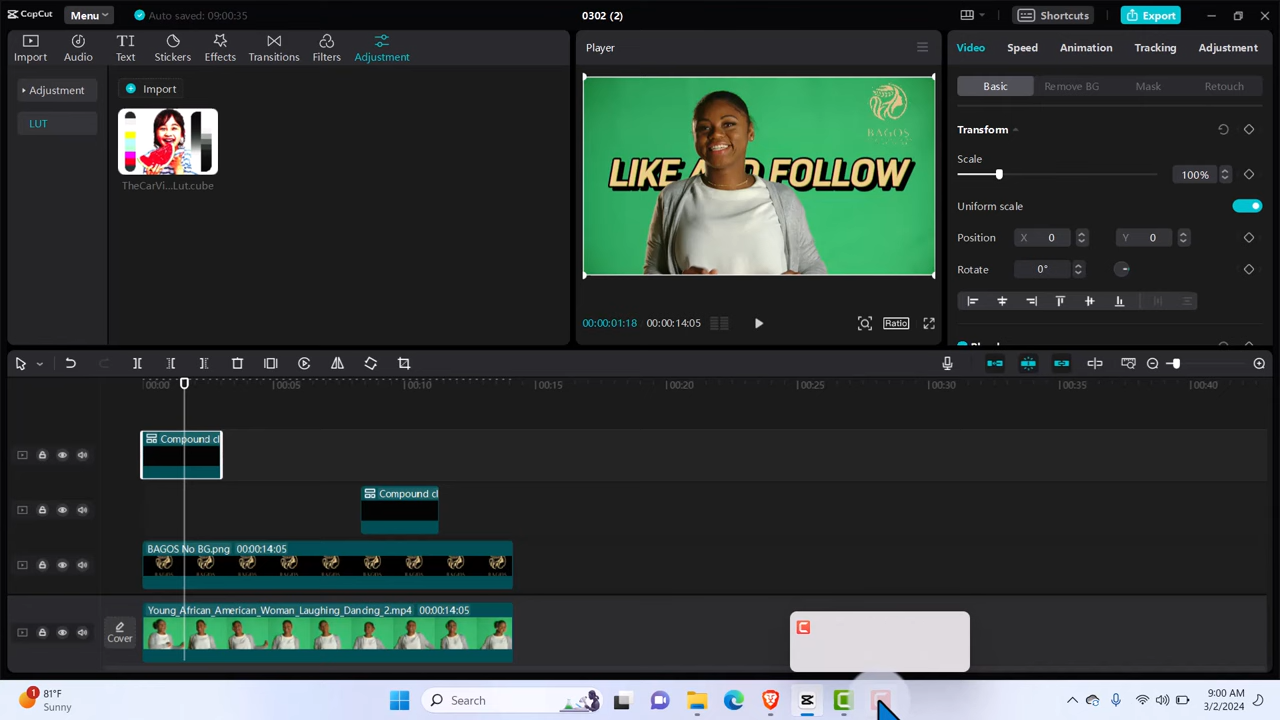 CapCut Menu Auto saved: 09:00:35 0302 (2) Shortcuts Export
Import Audio Text Stickers Effects Transitions Filters Adjustment
Player
Video Speed Animation Tracking Adjustment
Adjustment
LUT
Import
TheCarVi...Lut.cube
BAGOS
LIKE AND FOLLOW
00:00:01:18 00:00:14:05 Ratio
Basic Remove BG Mask Retouch
Transform
Scale
100%
Uniform scale
Position X 0 Y 0
Rotate 0°
00:00 00:05 00:10 00:15 00:20 00:25 00:30 00:35 00:40
Compound cl
Compound cl
BAGOS No BG.png 00:00:14:05
Young_African_American_Woman_Laughing_Dancing_2.mp4 00:00:14:05
Cover
1
81°F
Sunny
Search
9:00 AM
3/2/2024